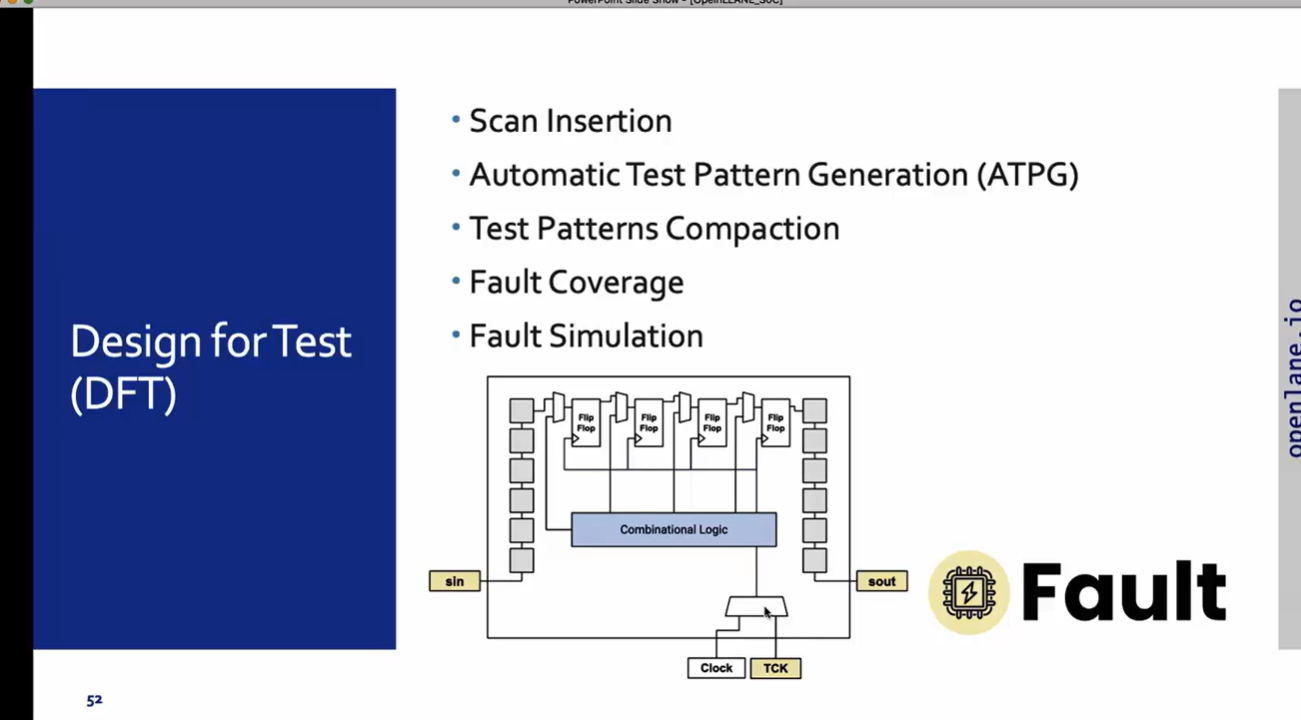 PowerPoint Slide Show - [OpenLANE_SoC]
• Scan Insertion
• Automatic Test Pattern Generation (ATPG)
• Test Patterns Compaction
• Fault Coverage
• Fault Simulation
Design for Test
(DFT)
Flip
Flop
Flip
Flop
Flip
Flop
Flip
Flop
Combinational Logic
sin
sout
Clock
TCK
Fault
openlane.io
52